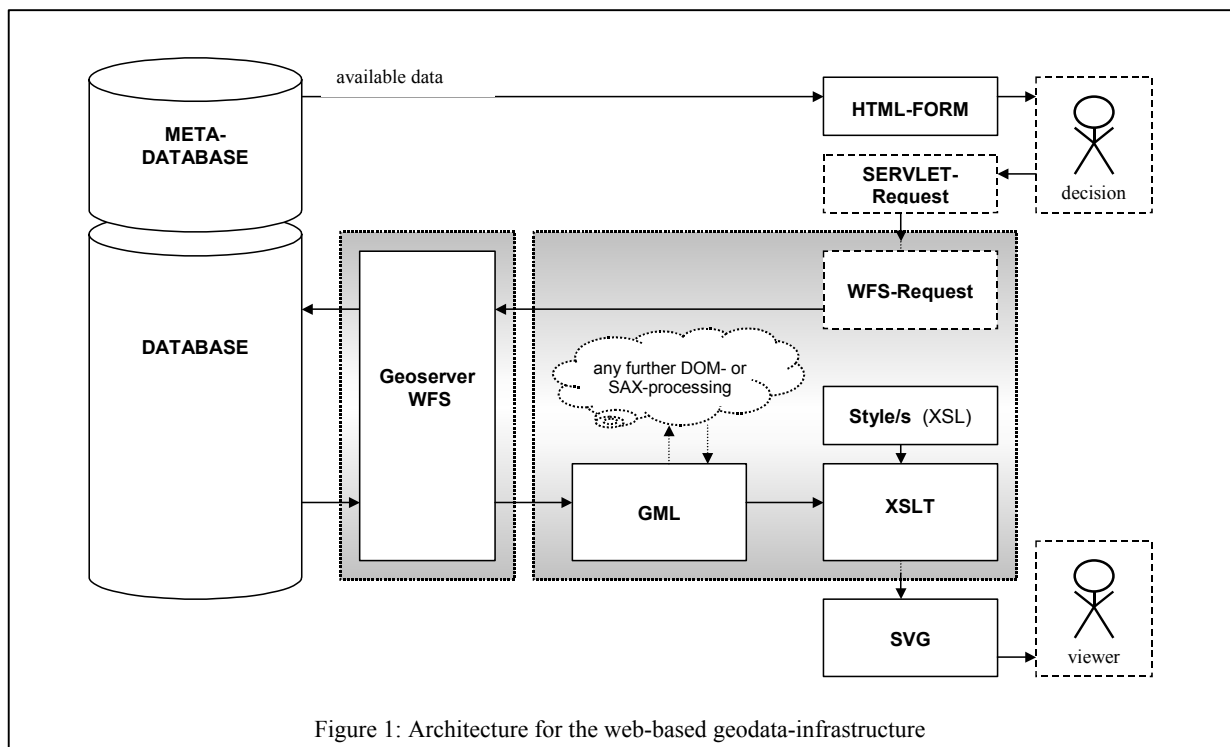 available data
META-
DATABASE
HTML-FORM
SERVLET-
Request
decision
WFS-Request
DATABASE
Geoserver
WFS
any further DOM- or
SAX-processing
Style/s (XSL)
GML
XSLT
SVG
viewer
Figure 1: Architecture for the web-based geodata-infrastructure